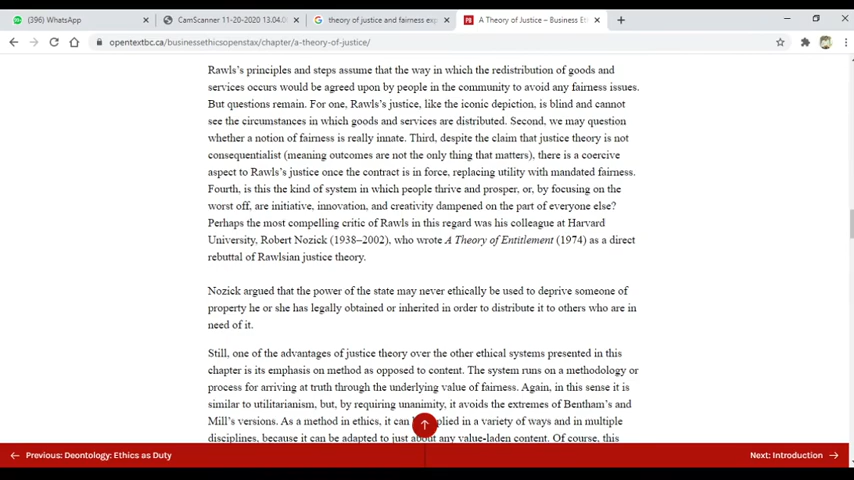 (396) WhatsApp
CamScanner 11-20-2020 13.04.0
theory of justice and fairness exp
A Theory of Justice – Business Et
opentextbc.ca/businessethicsopenstax/chapter/a-theory-of-justice/
Rawls's principles and steps assume that the way in which the redistribution of goods and
services occurs would be agreed upon by people in the community to avoid any fairness issues.
But questions remain. For one, Rawls's justice, like the iconic depiction, is blind and cannot
see the circumstances in which goods and services are distributed. Second, we may question
whether a notion of fairness is really innate. Third, despite the claim that justice theory is not
consequentialist (meaning outcomes are not the only thing that matters), there is a coercive
aspect to Rawls's justice once the contract is in force, replacing utility with mandated fairness.
Fourth, is this the kind of system in which people thrive and prosper, or, by focusing on the
worst off, are initiative, innovation, and creativity dampened on the part of everyone else?
Perhaps the most compelling critic of Rawls in this regard was his colleague at Harvard
University, Robert Nozick (1938–2002), who wrote A Theory of Entitlement (1974) as a direct
rebuttal of Rawlsian justice theory.
Nozick argued that the power of the state may never ethically be used to deprive someone of
property he or she has legally obtained or inherited in order to distribute it to others who are in
need of it.
Still, one of the advantages of justice theory over the other ethical systems presented in this
chapter is its emphasis on method as opposed to content. The system runs on a methodology or
process for arriving at truth through the underlying value of fairness. Again, in this sense it is
similar to utilitarianism, but, by requiring unanimity, it avoids the extremes of Bentham's and
Mill's versions. As a method in ethics, it can plied in a variety of ways and in multiple
disciplines, because it can be adapted to just about any value-laden content. Of course, this
Previous: Deontology: Ethics as Duty
Next: Introduction